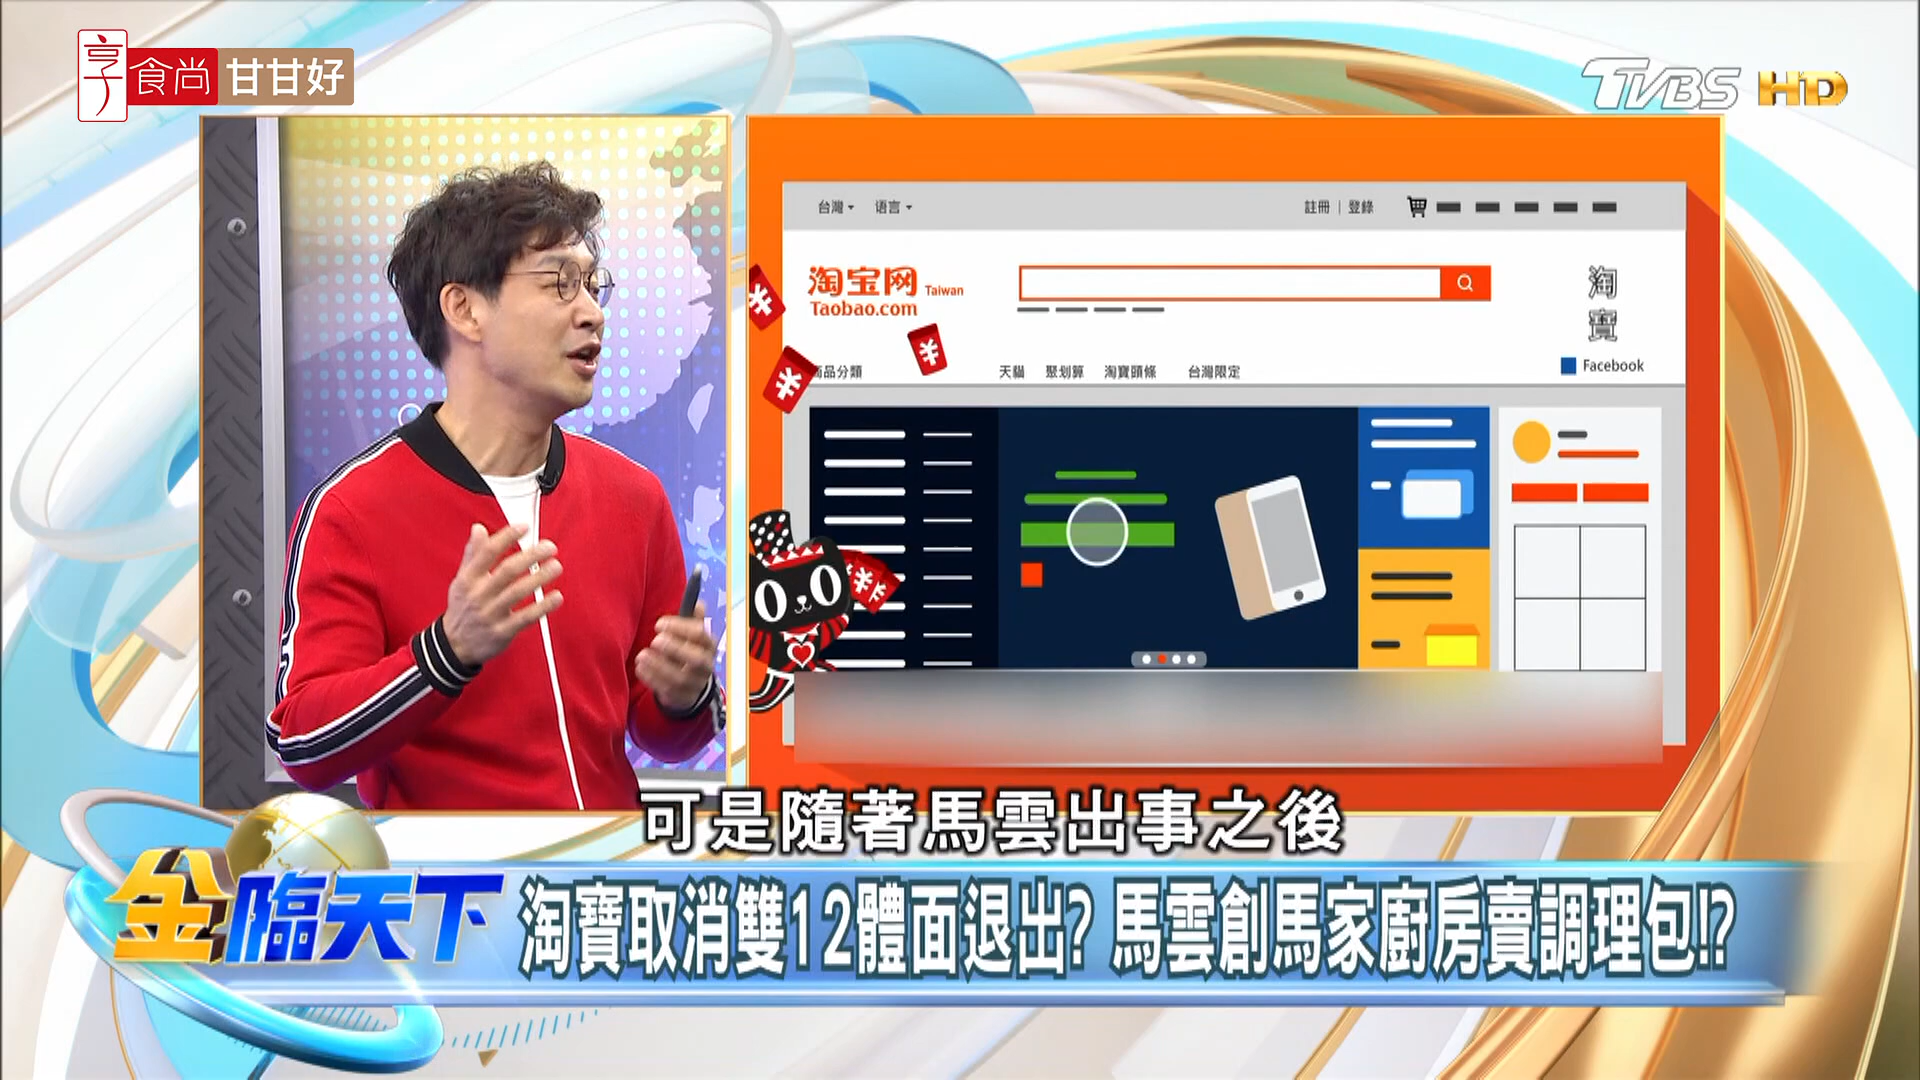 享 食尚 甘甘好
TVBS HD
台灣 语言
註冊 | 登錄
淘宝网 Taiwan
Taobao.com
淘寶
Facebook
商品分類 天貓 聚划算 淘寶頭條 台灣限定
可是隨著馬雲出事之後
金臨天下
淘寶取消雙12體面退出? 馬雲創馬家廚房賣調理包!?